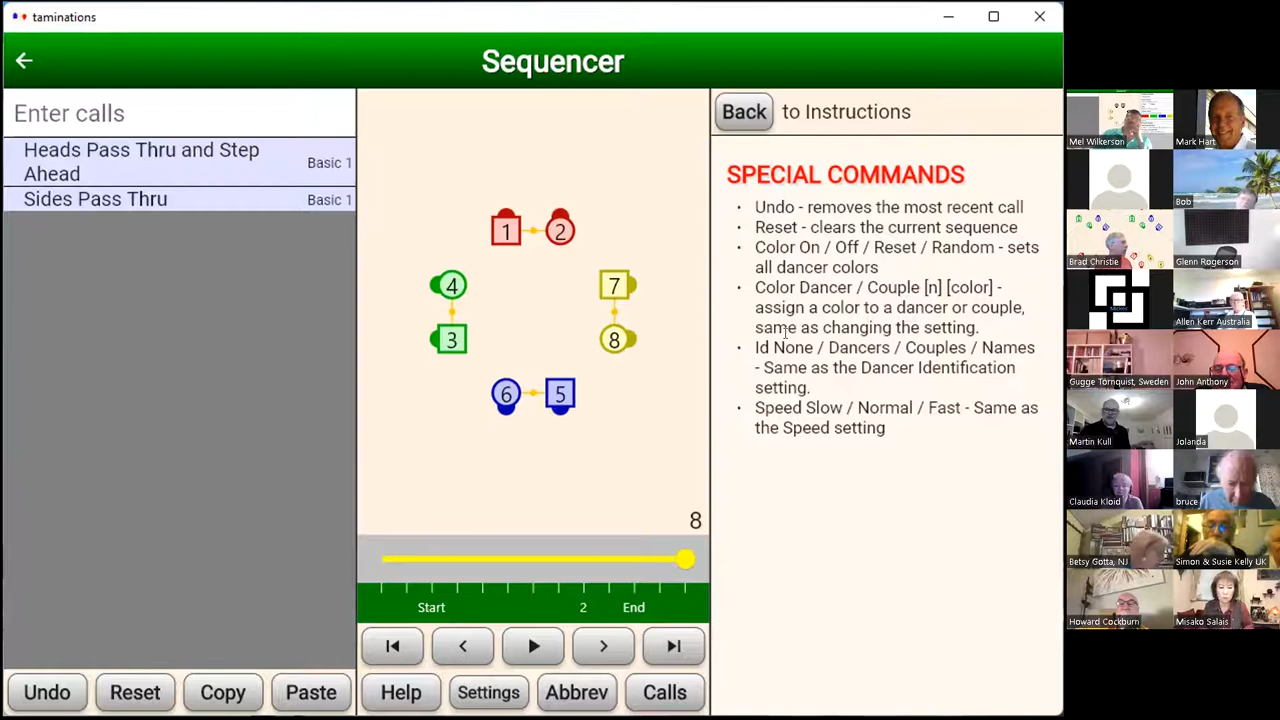 taminations
Sequencer
Enter calls
Heads Pass Thru and Step
Ahead
Basic 1
Sides Pass Thru
Basic 1
1
2
4
7
3
8
6
5
8
Start
2
End
Undo
Reset
Copy
Paste
Help
Settings
Abbrev
Calls
Back
to Instructions
SPECIAL COMMANDS
• Undo - removes the most recent call
• Reset - clears the current sequence
• Color On / Off / Reset / Random - sets
all dancer colors
• Color Dancer / Couple [n] [color] -
assign a color to a dancer or couple,
same as changing the setting.
• Id None / Dancers / Couples / Names
- Same as the Dancer Identification
setting.
• Speed Slow / Normal / Fast - Same as
the Speed setting
Mel Wilkerson
Mark Hart
Bob
Brad Christie
Glenn Rogerson
Allen Kerr Australia
Gugge Törnquist, Sweden
John Anthony
Martin Kull
Jolanda
Claudia Kloid
bruce
Betsy Gotta, NJ
Simon & Susie Kelly UK
Howard Cockburn
Misako Salais